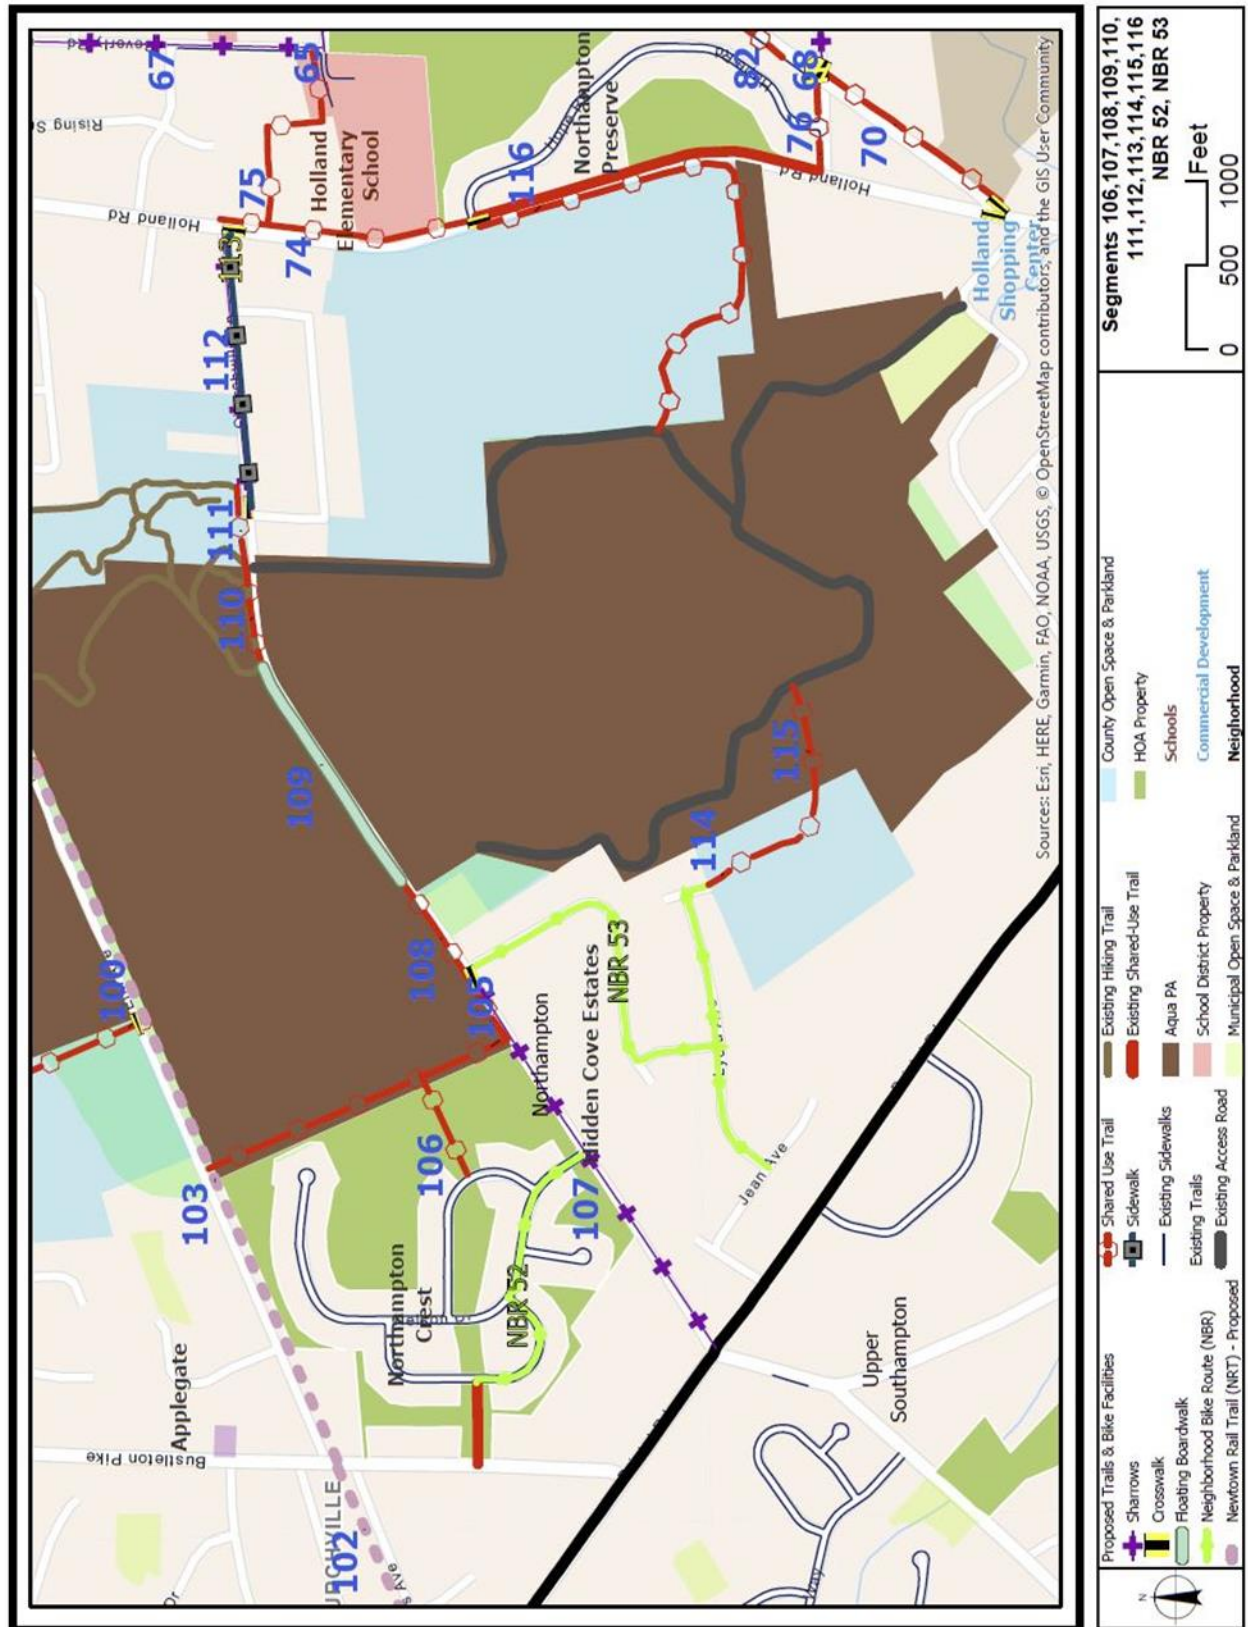 67
65
Rising S
75
Holland Rd
Holland
Elementary
School
74
113
112
111
110
109
116
Northampton
Preserve
82
68
76
70
Holland Rd
Holland
Shopping
Center
100
108
105
103
106
107
Northampton
Hidden Cove Estates
NBR 53
114
115
Northampton
Crest
NBR 52
Jean Ave
Applegate
Bustleton Pike
102
Upper
Southampton
Way
Sources: Esri, HERE, Garmin, FAO, NOAA, USGS, © OpenStreetMap contributors, and the GIS User Community
N
Proposed Trails & Bike Facilities
Sharrows
Crosswalk
Floating Boardwalk
Neighborhood Bike Route (NBR)
Newtown Rail Trail (NRT) - Proposed
Shared Use Trail
Sidewalk
Existing Sidewalks
Existing Trails
Existing Access Road
Existing Hiking Trail
Existing Shared-Use Trail
Aqua PA
School District Property
Municipal Open Space & Parkland
County Open Space & Parkland
HOA Property
Schools
Commercial Development
Neighorhood
Segments 106,107,108,109,110,
111,112,113,114,115,116
NBR 52, NBR 53
Feet
0 500 1000